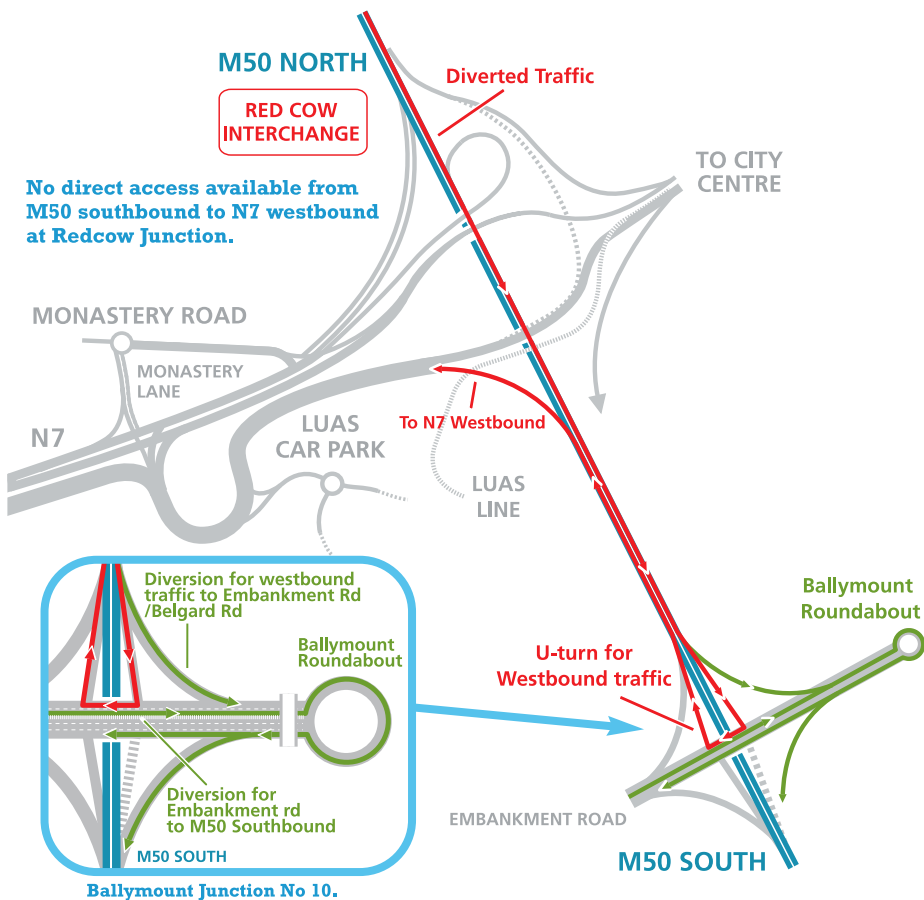 M50 NORTH
Diverted Traffic
RED COW
INTERCHANGE
TO CITY
CENTRE
No direct access available from
M50 southbound to N7 westbound
at Redcow Junction.
MONASTERY ROAD
MONASTERY
LANE
To N7 Westbound
N7
LUAS
CAR PARK
LUAS
LINE
Diversion for westbound
traffic to Embankment Rd
/Belgard Rd
Ballymount
Roundabout
Ballymount
Roundabout
U-turn for
Westbound traffic
Diversion for
Embankment rd
to M50 Southbound
EMBANKMENT ROAD
M50 SOUTH
M50 SOUTH
Ballymount Junction No 10.